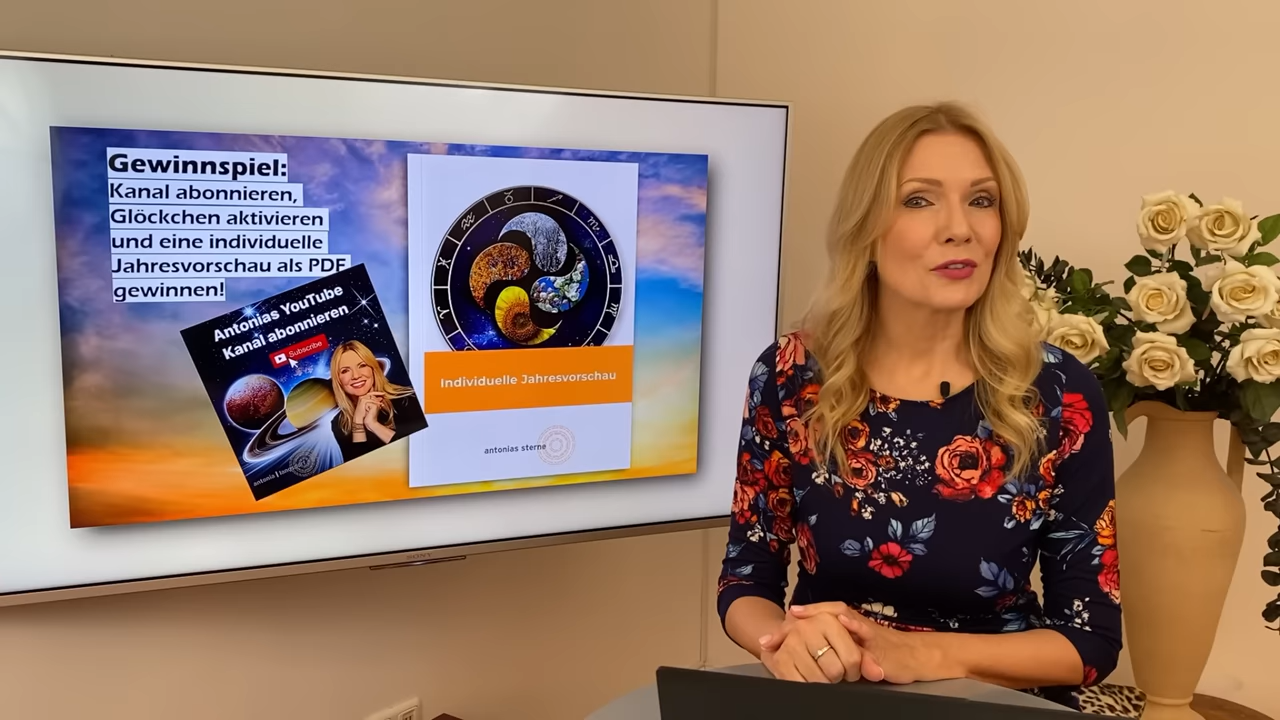 Gewinnspiel:
Kanal abonnieren,
Glöckchen aktivieren
und eine individuelle
Jahresvorschau als PDF
gewinnen!
Antonias YouTube
Kanal abonnieren
Subscribe
Individuelle Jahresvorschau
antonias sterne
SONY